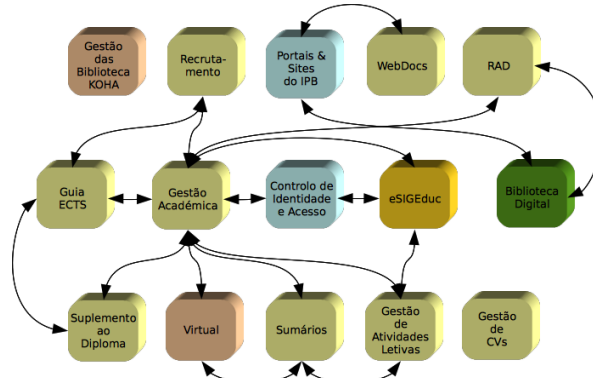 Gestão
das
Biblioteca
KOHA
Recruta-
mento
Portais &
Sites
do IPB
WebDocs
RAD
Guia
ECTS
Gestão
Académica
Controlo de
Identidade
e Acesso
eSIGEduc
Biblioteca
Digital
Suplemento
ao
Diploma
Virtual
Sumários
Gestão
de
Atividades
Letivas
Gestão
de
CVs